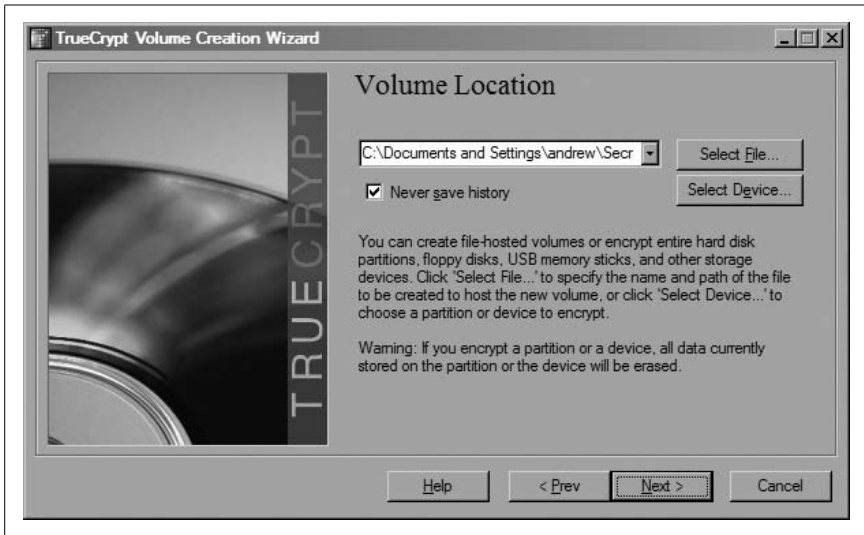 TrueCrypt Volume Creation Wizard
Volume Location
C:\Documents and Settings\andrew\Secr
Select File...
Never save history
Select Device...
You can create file-hosted volumes or encrypt entire hard disk
partitions, floppy disks, USB memory sticks, and other storage
devices. Click 'Select File...' to specify the name and path of the file
to be created to host the new volume, or click 'Select Device...' to
choose a partition or device to encrypt.
Warning: If you encrypt a partition or a device, all data currently
stored on the partition or the device will be erased.
TRUECRYPT
Help
< Prev
Next >
Cancel